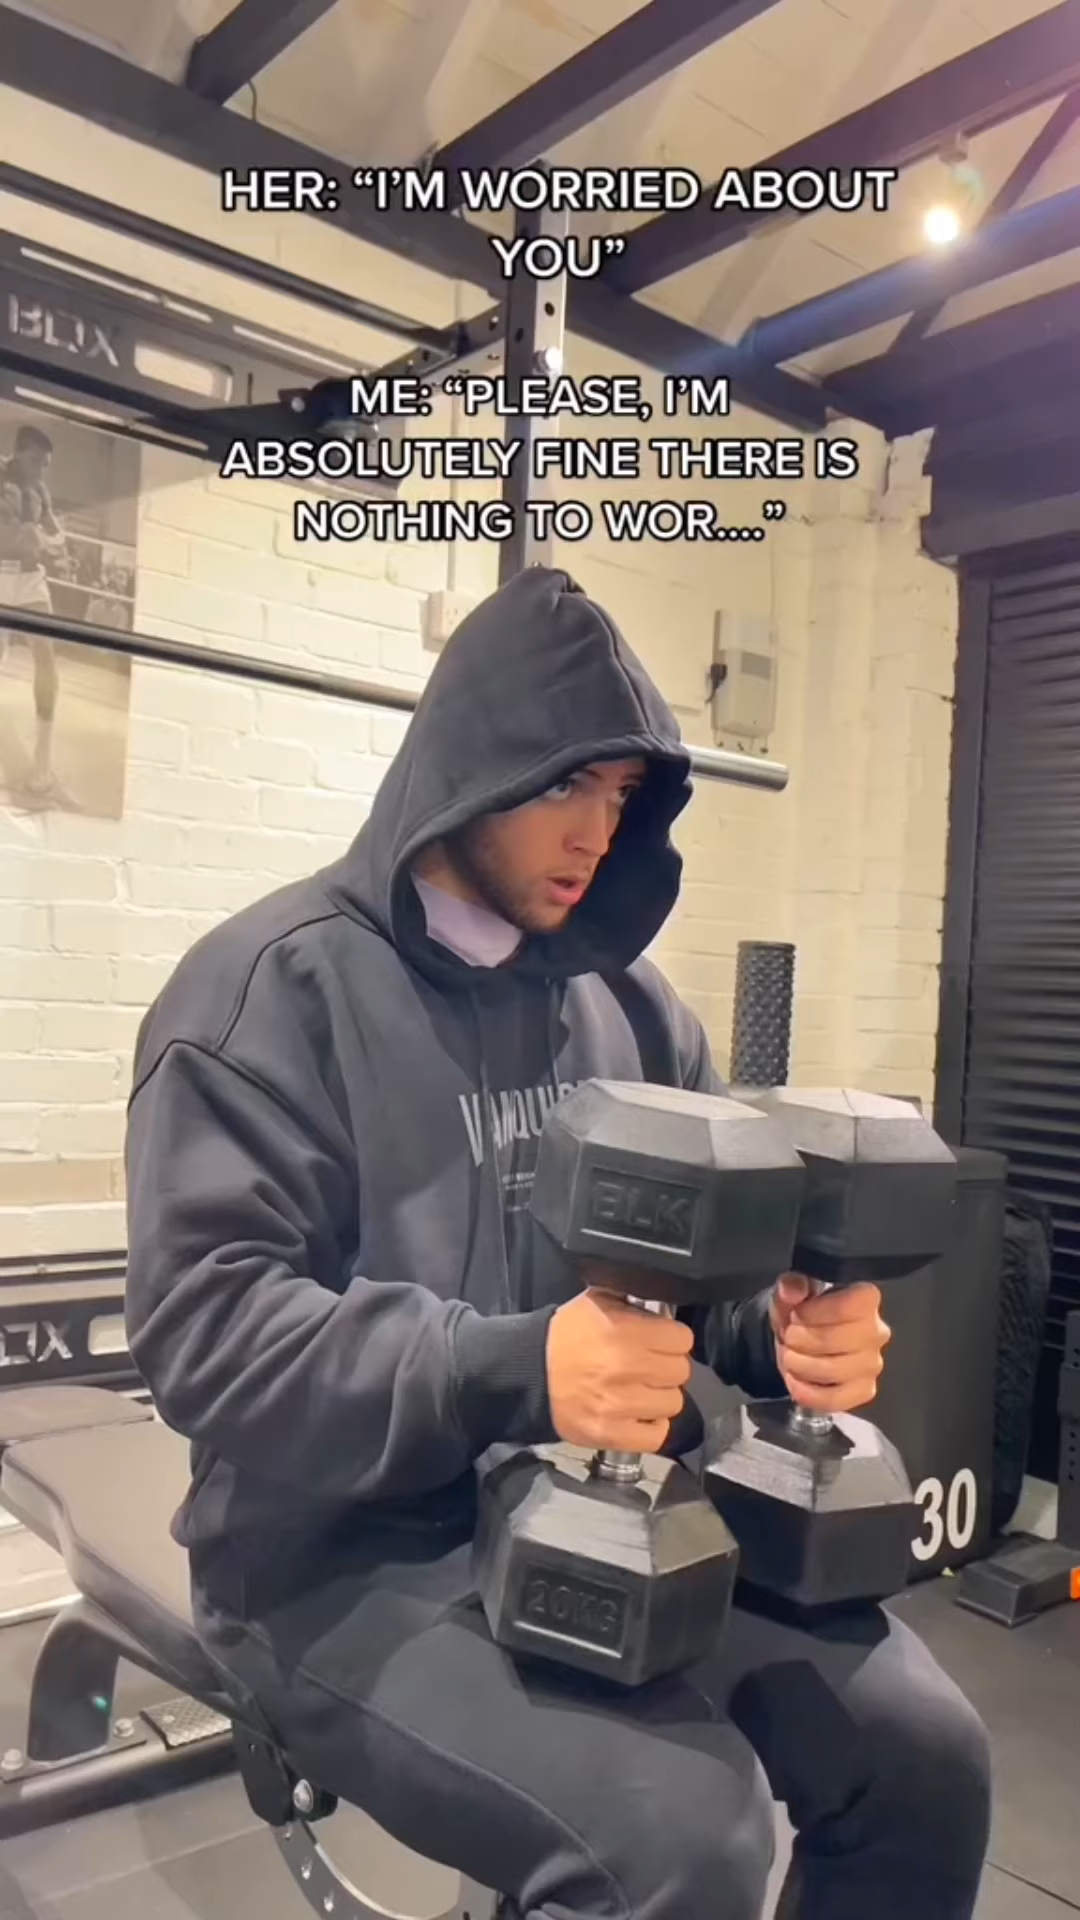 HER: “I’M WORRIED ABOUT
YOU”
ME: “PLEASE, I’M
ABSOLUTELY FINE THERE IS
NOTHING TO WOR....”
BLK
20KG
30